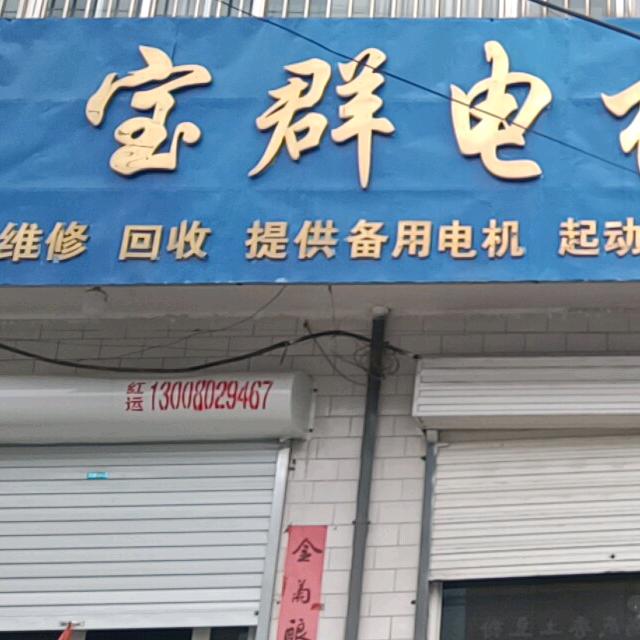 宝群电
维修 回收 提供备用电机 起动
红运 13008029467
金